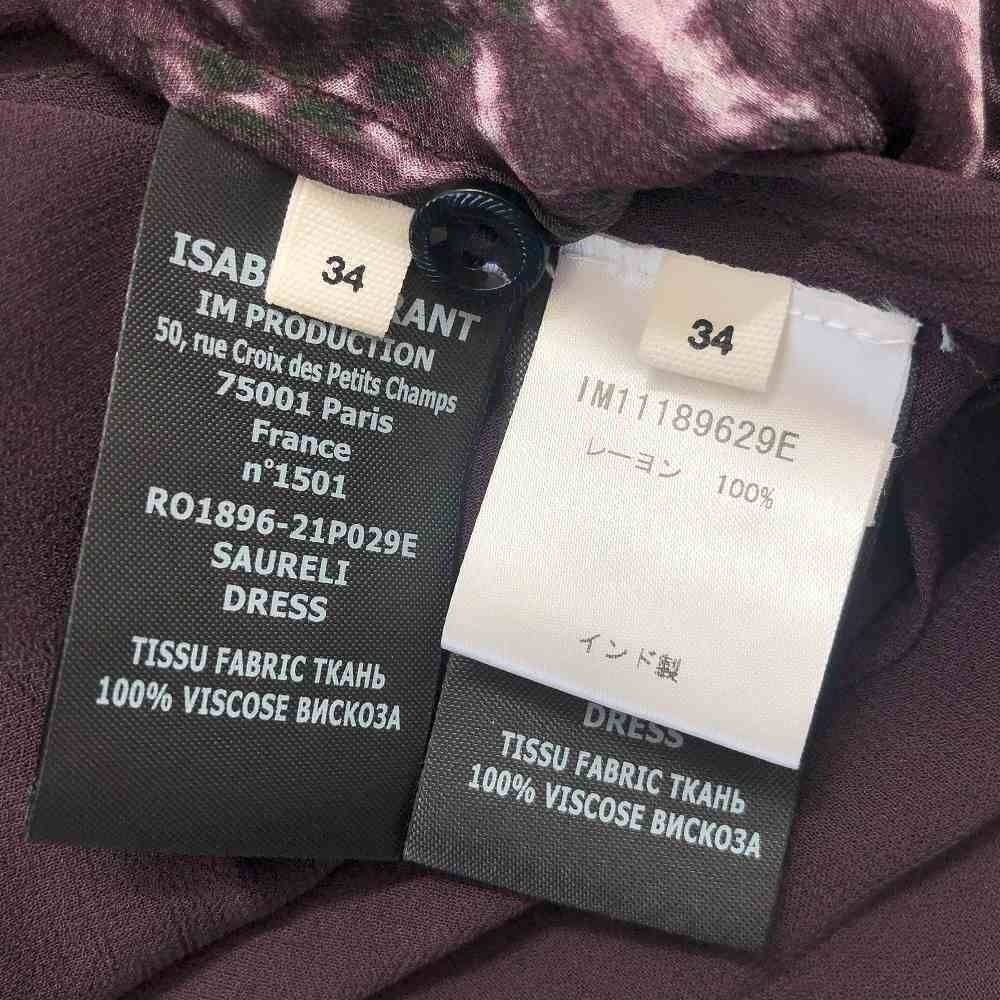 34
ISAB RANT
IM PRODUCTION
50, rue Croix des Petits Champs
75001 Paris
France
n°1501
RO1896-21P029E
SAURELI
DRESS
TISSU FABRIC ТКАНЬ
100% VISCOSE ВИСКОЗА
34
IM11189629E
レーヨン 100%
インド製
DRESS
TISSU FABRIC ТКАНЬ
100% VISCOSE ВИСКОЗА